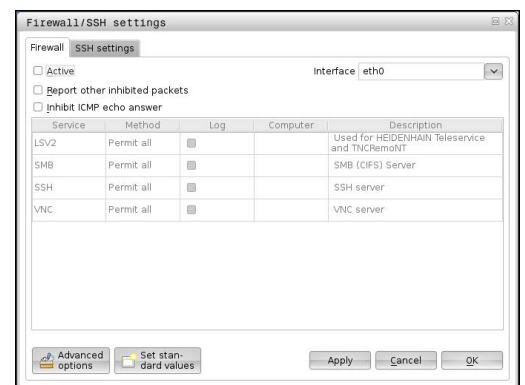 Firewall/SSH settings
Firewall SSH settings
Active Interface eth0
Report other inhibited packets
Inhibit ICMP echo answer
Service Method Log Computer Description
LSV2 Permit all Used for HEIDENHAIN Teleservice
and TNCRemoNT
SMB Permit all SMB (CIFS) Server
SSH Permit all SSH server
VNC Permit all VNC server
Advanced
options
Set stan-
dard values
Apply Cancel OK